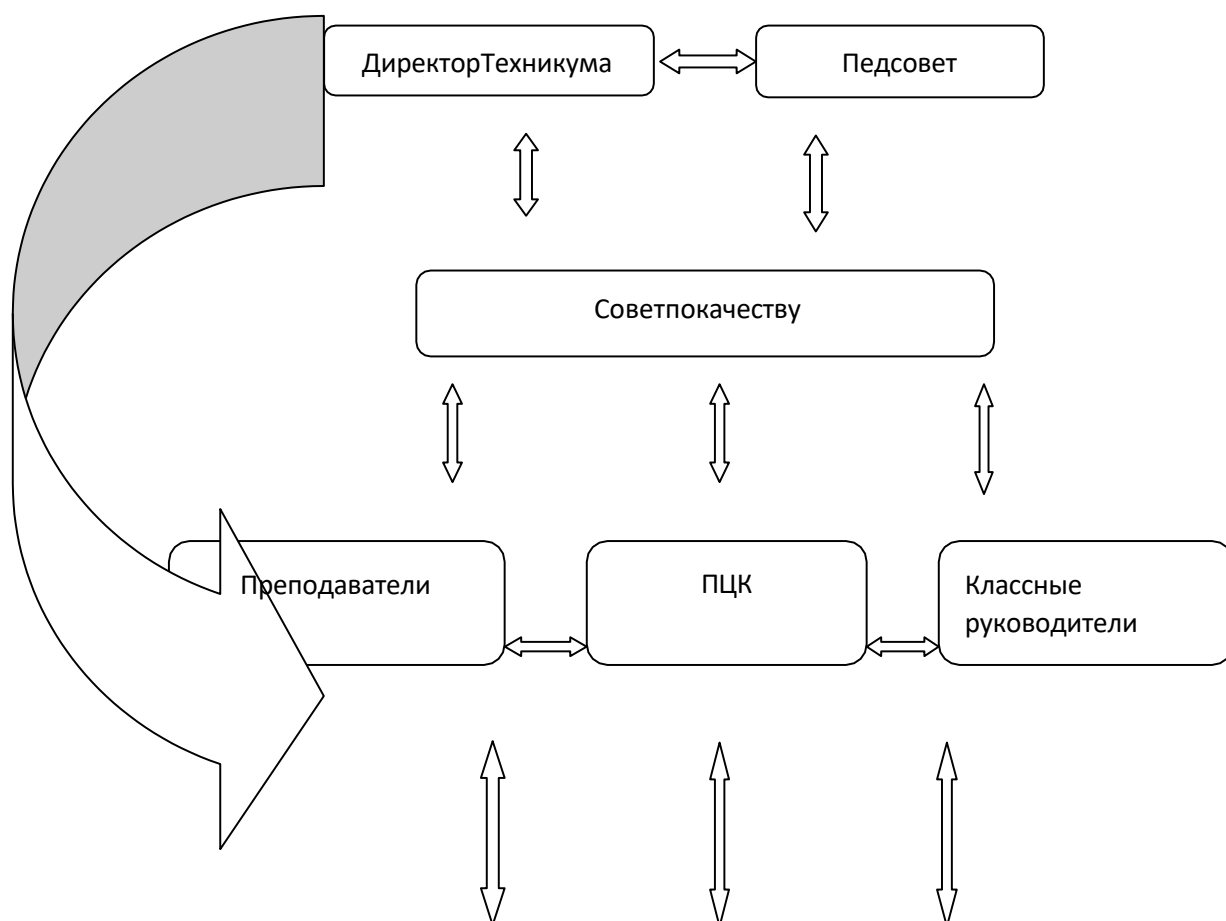 ДиректорТехникума
Педсовет
Советпокачеству
Преподаватели
ПЦК
Классные
руководители